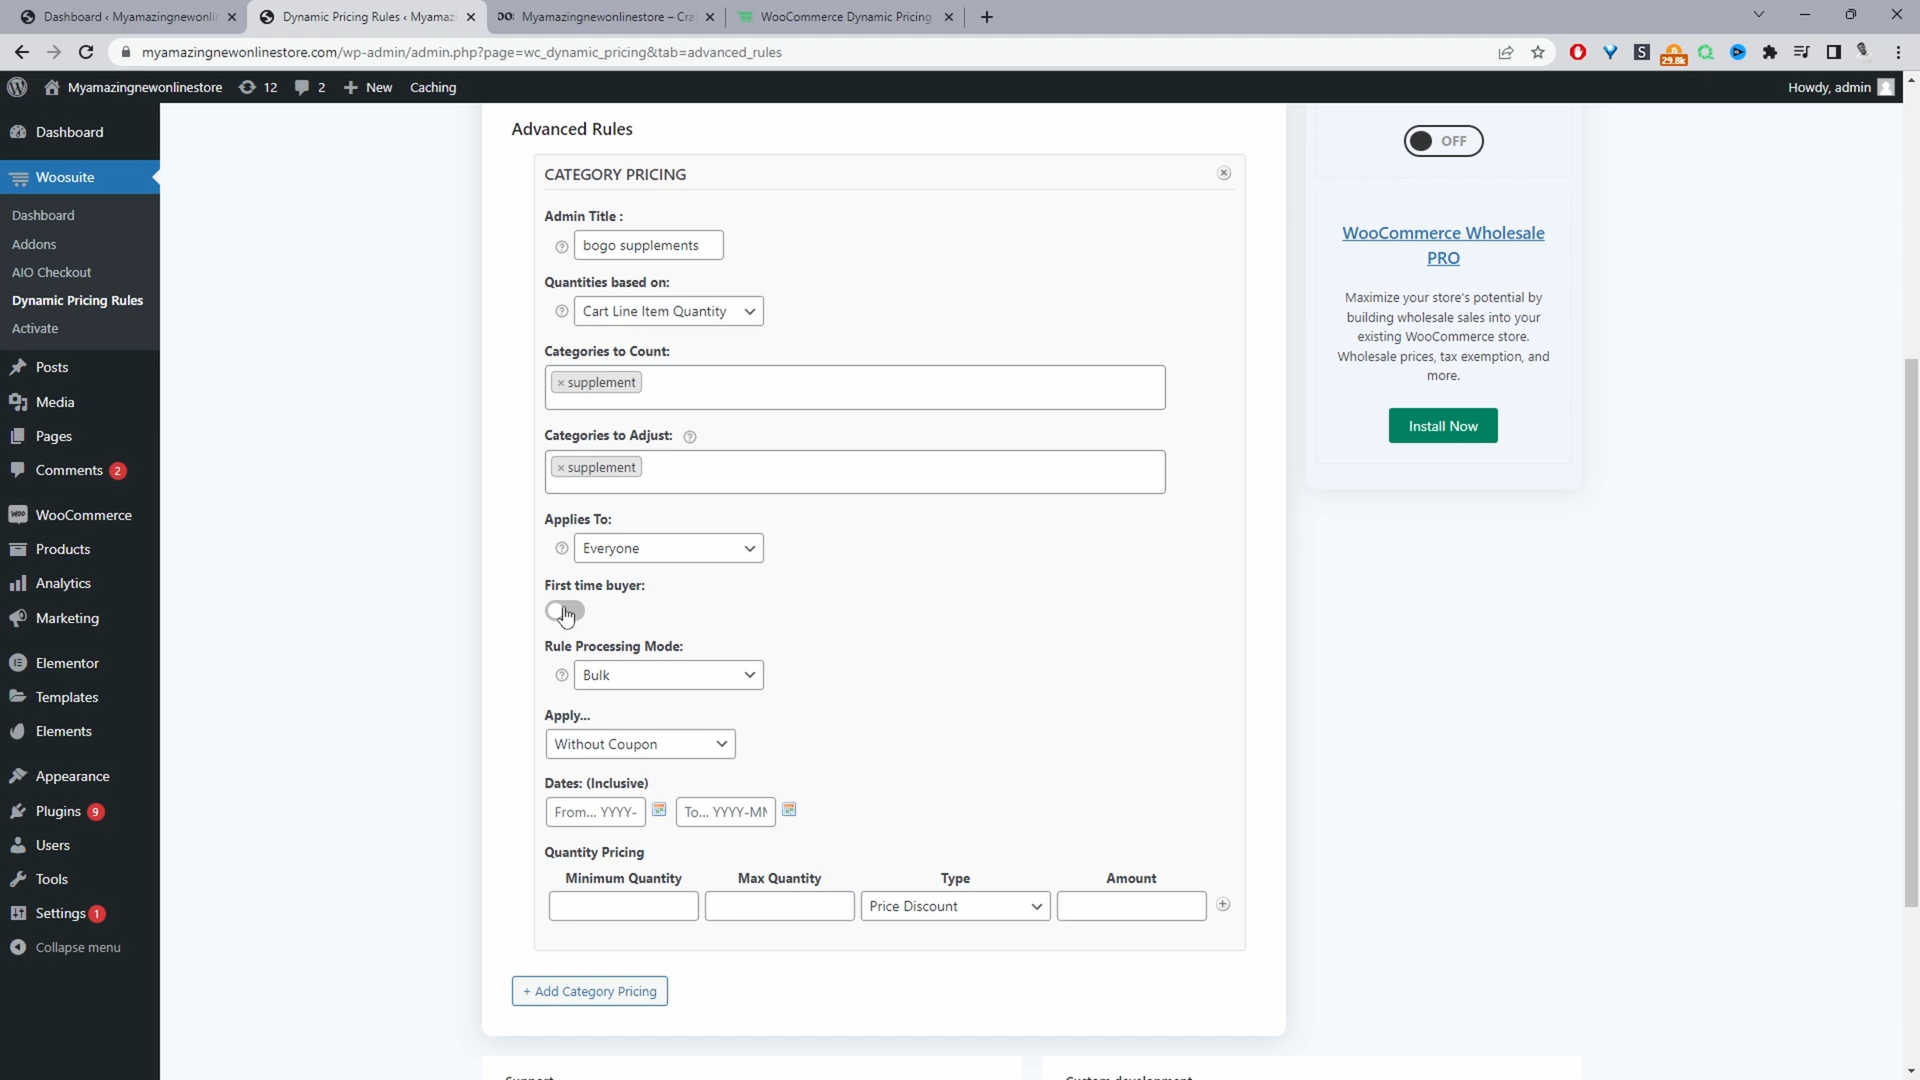 Dashboard ‹ Myamazingnewonlin
Dynamic Pricing Rules ‹ Myamaz
Myamazingnewonlinestore – Cra
WooCommerce Dynamic Pricing
myamazingnewonlinestore.com/wp-admin/admin.php?page=wc_dynamic_pricing&tab=advanced_rules
29.8k
Myamazingnewonlinestore 12 2 New Caching
Howdy, admin
Dashboard
Woosuite
Dashboard
Addons
AIO Checkout
Dynamic Pricing Rules
Activate
Posts
Media
Pages
Comments 2
WooCommerce
Products
Analytics
Marketing
Elementor
Templates
Elements
Appearance
Plugins 9
Users
Tools
Settings 1
Collapse menu
Advanced Rules
CATEGORY PRICING
Admin Title :
bogo supplements
Quantities based on:
Cart Line Item Quantity
Categories to Count:
× supplement
Categories to Adjust:
× supplement
Applies To:
Everyone
First time buyer:
Rule Processing Mode:
Bulk
Apply...
Without Coupon
Dates: (Inclusive)
From... YYYY- To... YYYY-MM
Quantity Pricing
Minimum Quantity Max Quantity Type Amount
Price Discount
+ Add Category Pricing
OFF
WooCommerce Wholesale
PRO
Maximize your store's potential by
building wholesale sales into your
existing WooCommerce store.
Wholesale prices, tax exemption, and
more.
Install Now